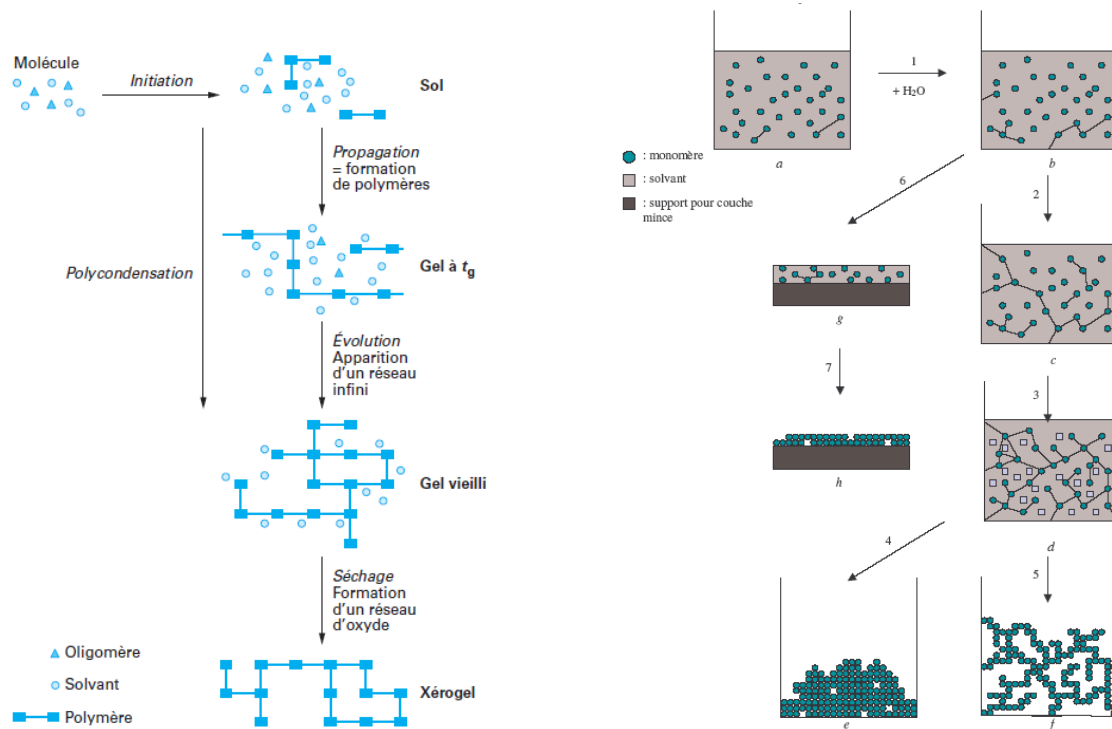 Molécule
Initiation
Sol
Propagation
= formation
de polymères
Polycondensation
Gel à tg
Évolution
Apparition
d'un réseau
infini
Gel vieilli
Séchage
Formation
d'un réseau
d'oxyde
Oligomère
Solvant
Polymère
Xérogel
1
+ H2O
a
b
: monomère
: solvant
: support pour couche
mince
6
2
g
c
7
3
h
d
4
5
e
f